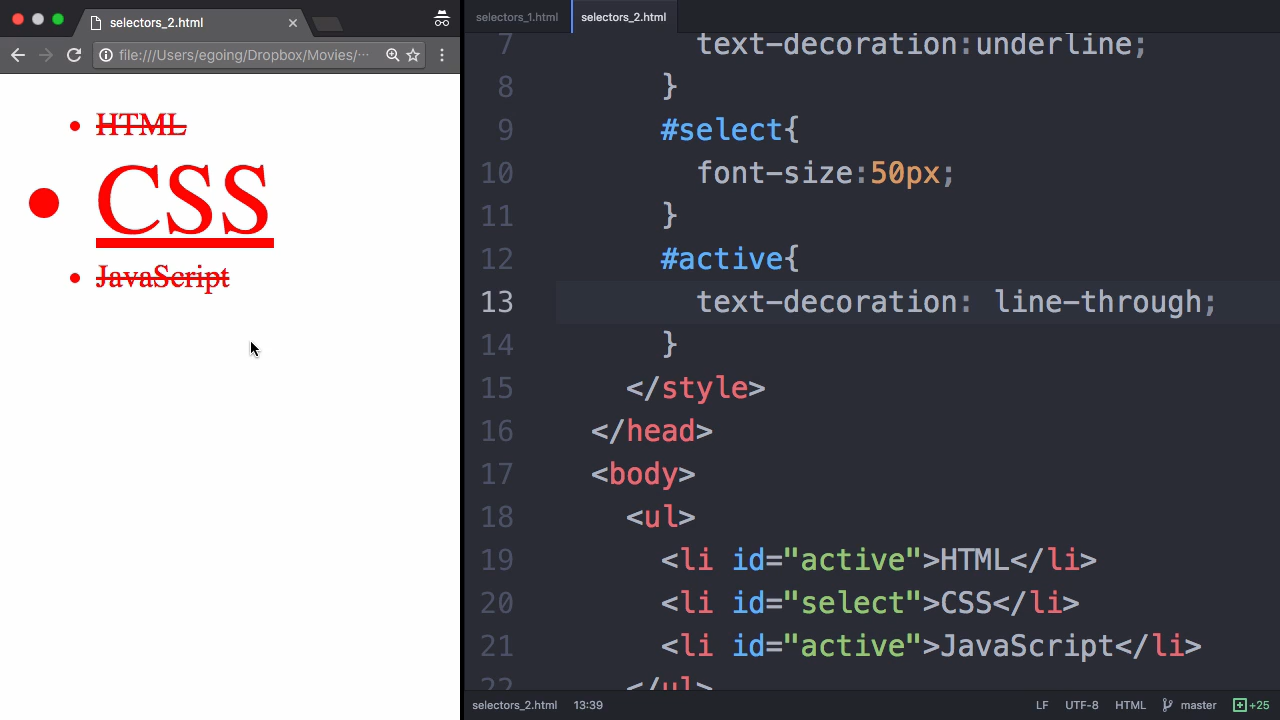 selectors_2.html
file:///Users/egoing/Dropbox/Movies/···
HTML
CSS
JavaScript
selectors_1.html
selectors_2.html
7 text-decoration:underline;
8 }
9 #select{
10 font-size:50px;
11 }
12 #active{
13 text-decoration: line-through;
14 }
15 </style>
16 </head>
17 <body>
18 <ul>
19 <li id="active">HTML</li>
20 <li id="select">CSS</li>
21 <li id="active">JavaScript</li>
22 </ul>
selectors_2.html 13:39 LF UTF-8 HTML master +25